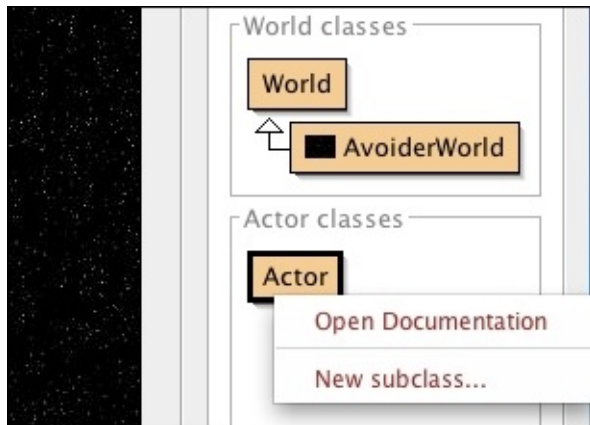 World classes
World
AvoiderWorld
Actor classes
Actor
Open Documentation
New subclass...